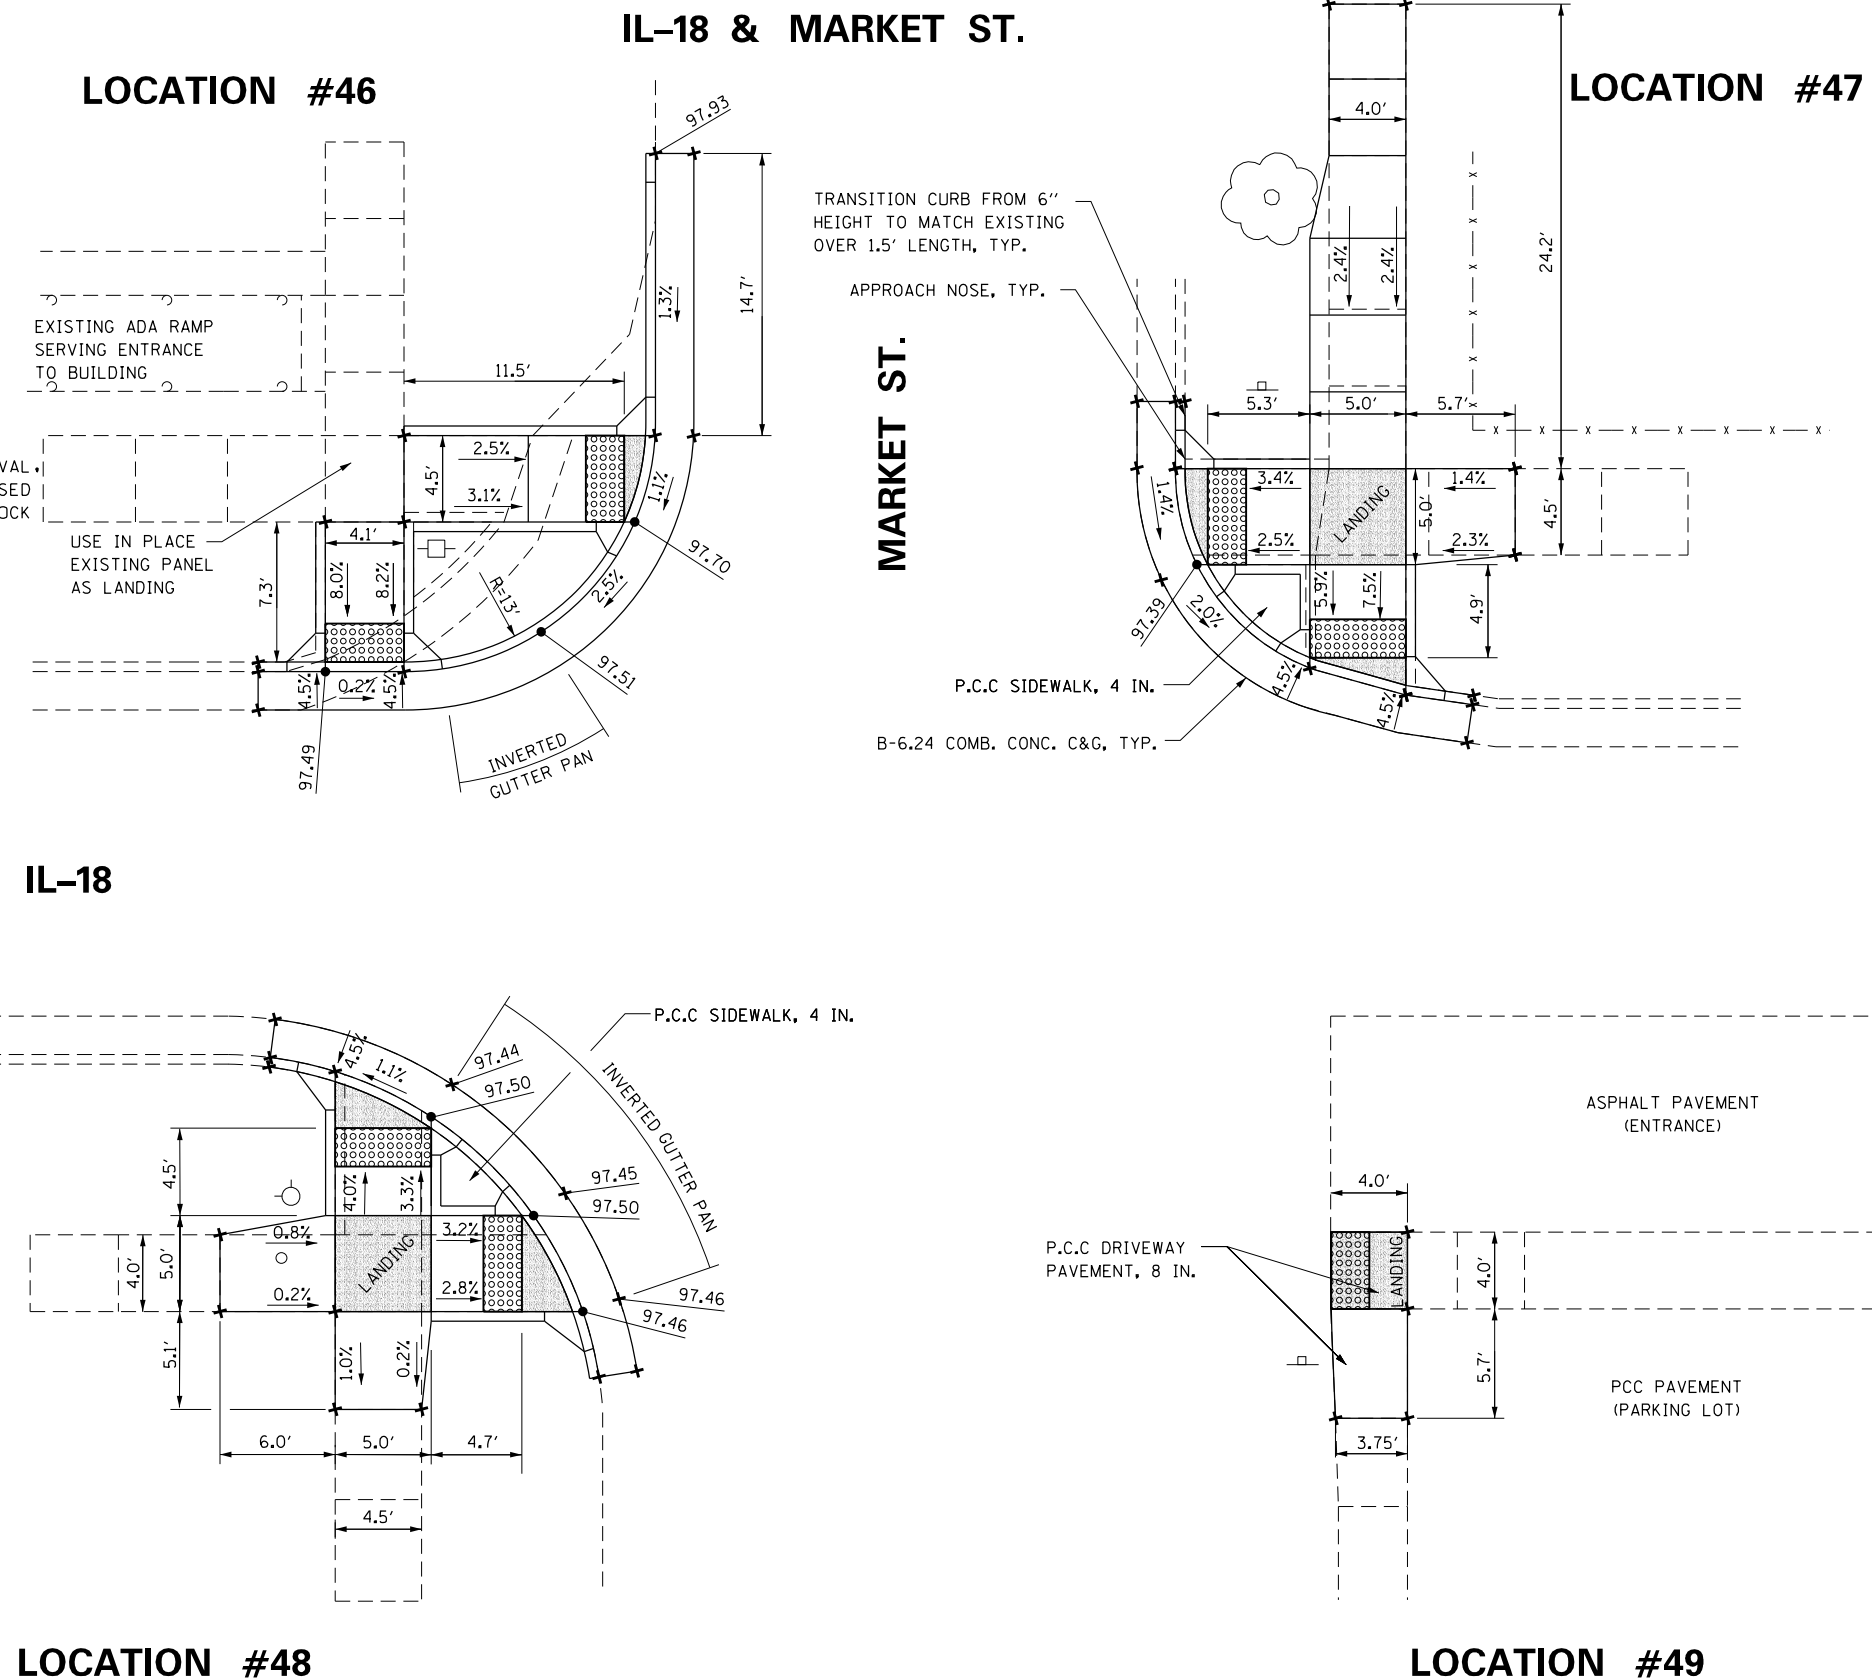 IL-18 & MARKET ST.
LOCATION #46
97.93
14.7'
1.3%
EXISTING ADA RAMP
SERVING ENTRANCE
TO BUILDING
11.5'
VAL,
SED
OCK
2.5%
3.1%
4.5'
1.1%
USE IN PLACE
EXISTING PANEL
AS LANDING
4.1'
7.3'
8.0%
8.2%
R=13'
2.5%
97.70
97.51
4.5%
0.2%
4.5%
97.49
INVERTED
GUTTER PAN
LOCATION #47
4.0'
24.2'
TRANSITION CURB FROM 6''
HEIGHT TO MATCH EXISTING
OVER 1.5' LENGTH, TYP.
APPROACH NOSE, TYP.
2.4%
2.4%
MARKET ST.
5.3'
5.0'
5.7'
3.4%
LANDING
5.0'
1.4%
4.5'
1.4%
2.5%
2.3%
97.39
2.0%
5.9%
7.5%
4.9'
P.C.C SIDEWALK, 4 IN.
4.5%
4.5%
B-6.24 COMB. CONC. C&G, TYP.
IL-18
P.C.C SIDEWALK, 4 IN.
4.5%
1.1%
97.44
97.50
INVERTED GUTTER PAN
4.5'
4.0%
3.3%
97.45
97.50
0.8%
LANDING
3.2%
4.0'
5.0'
0.2%
2.8%
97.46
97.46
5.1'
1.0%
0.2%
6.0'
5.0'
4.7'
4.5'
LOCATION #48
ASPHALT PAVEMENT
(ENTRANCE)
4.0'
P.C.C DRIVEWAY
PAVEMENT, 8 IN.
LANDING
4.0'
5.7'
PCC PAVEMENT
(PARKING LOT)
3.75'
LOCATION #49